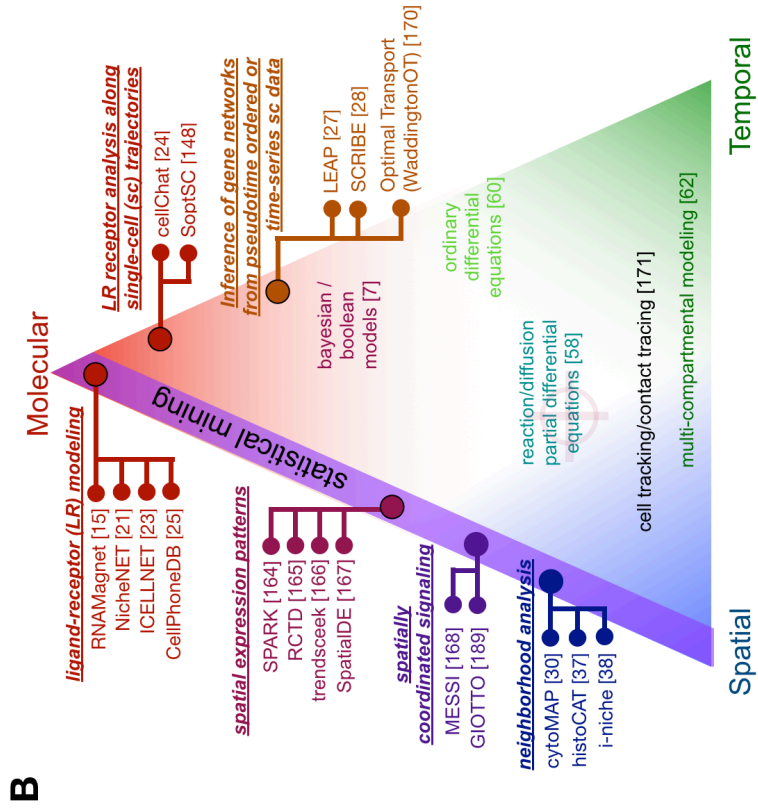 B
Molecular
ligand-receptor (LR) modeling
RNAMagnet [15]
NicheNET [21]
ICELLNET [23]
CellPhoneDB [25]
LR receptor analysis along
single-cell (sc) trajectories
cellChat [24]
SoptSC [148]
statistical mining
spatial expression patterns
SPARK [164]
RCTD [165]
trendsceek [166]
SpatialDE [167]
Inference of gene networks
from pseudotime ordered or
time-series sc data
LEAP [27]
SCRIBE [28]
Optimal Transport
(WaddingtonOT) [170]
bayesian /
boolean
models [7]
spatially
coordinated signaling
MESSI [168]
GIOTTO [189]
ordinary
differential
equations [60]
neighborhood analysis
cytoMAP [30]
histoCAT [37]
i-niche [38]
reaction/diffusion
partial differential
equations [58]
cell tracking/contact tracing [171]
multi-compartmental modeling [62]
Spatial
Temporal